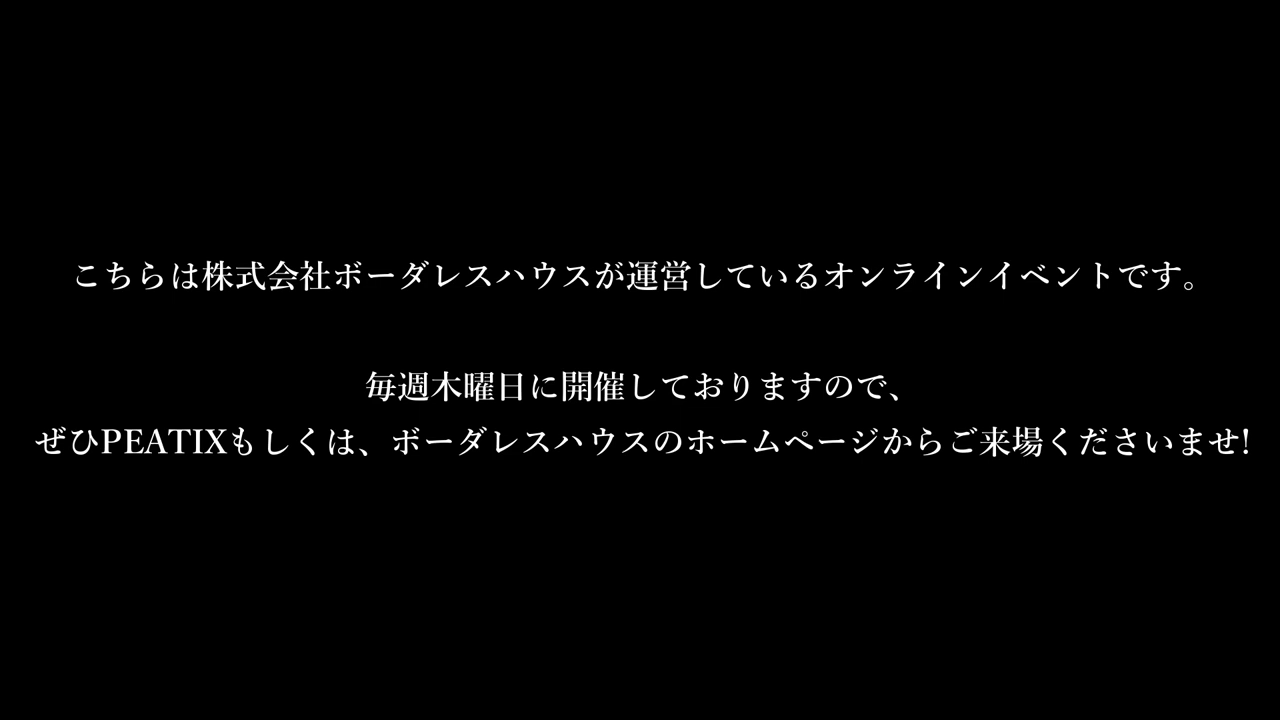 こちらは株式会社ボーダレスハウスが運営しているオンラインイベントです。
毎週木曜日に開催しておりますので、
ぜひPEATIXもしくは、ボーダレスハウスのホームページからご来場くださいませ!